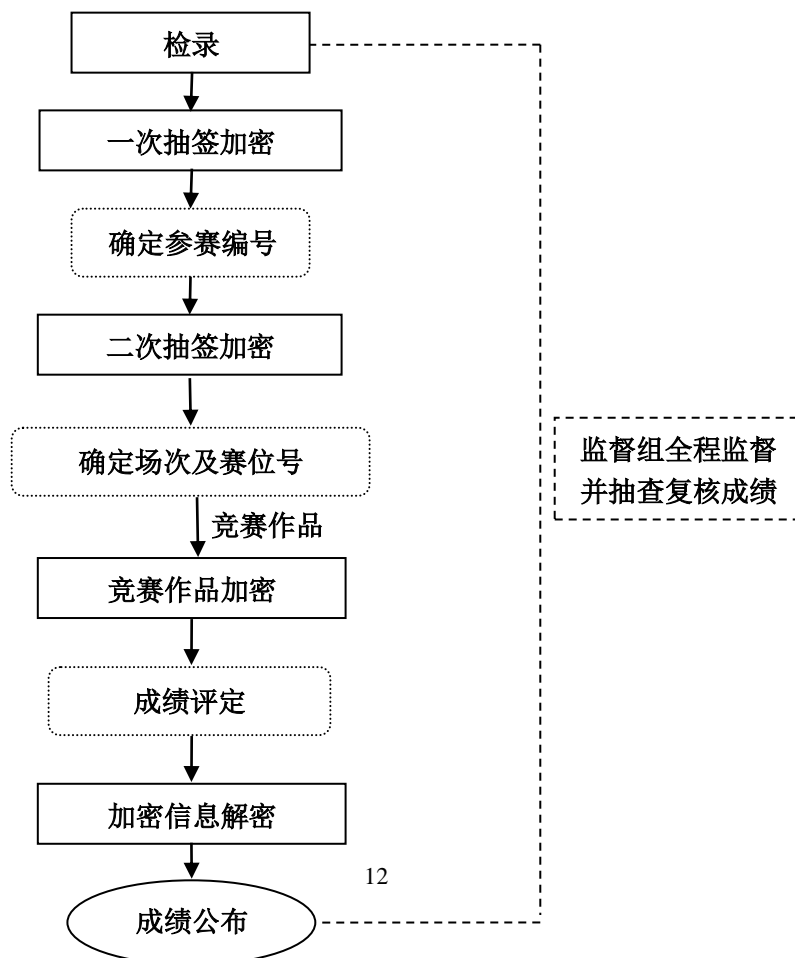 检录
一次抽签加密
确定参赛编号
二次抽签加密
确定场次及赛位号
竞赛作品
竞赛作品加密
成绩评定
加密信息解密
成绩公布
监督组全程监督
并抽查复核成绩
12